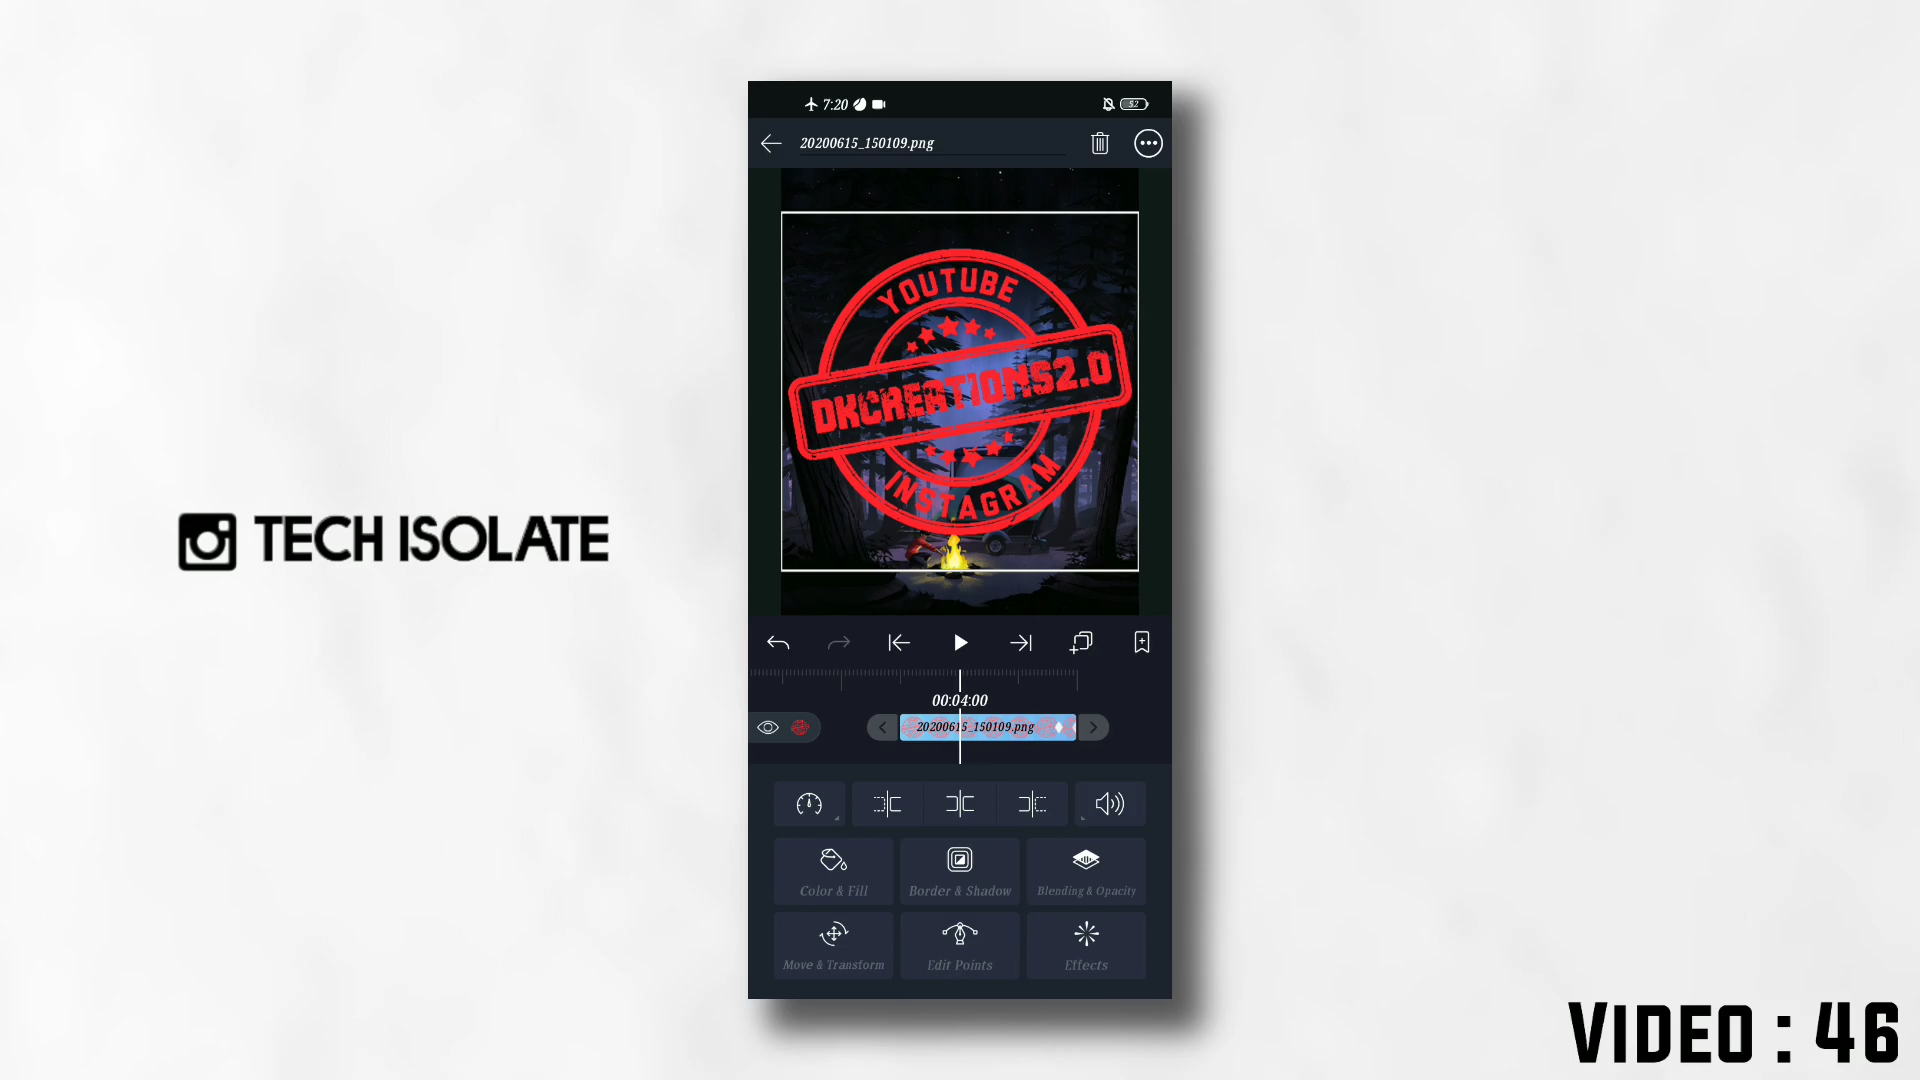 7:20
52
20200615_150109.png
YOUTUBE
DKCREATIONS2.0
INSTAGRAM
TECH ISOLATE
00:04:00
20200615_150109.png
Color & Fill
Border & Shadow
Blending & Opacity
Move & Transform
Edit Points
Effects
VIDEO : 46